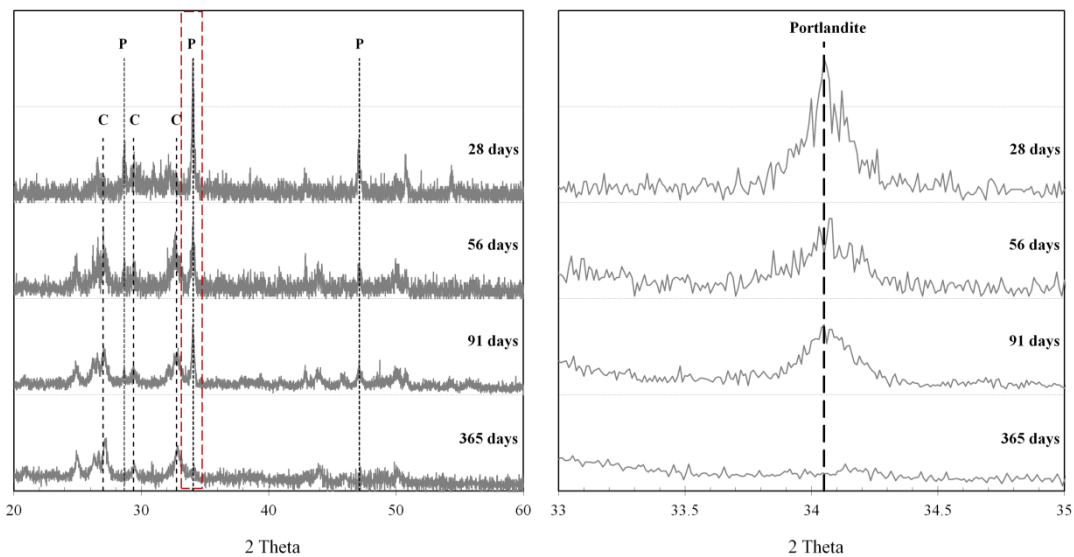 P P P
C C C
28 days
56 days
91 days
365 days
20 30 40 50 60
2 Theta
Portlandite
28 days
56 days
91 days
365 days
33 33.5 34 34.5 35
2 Theta